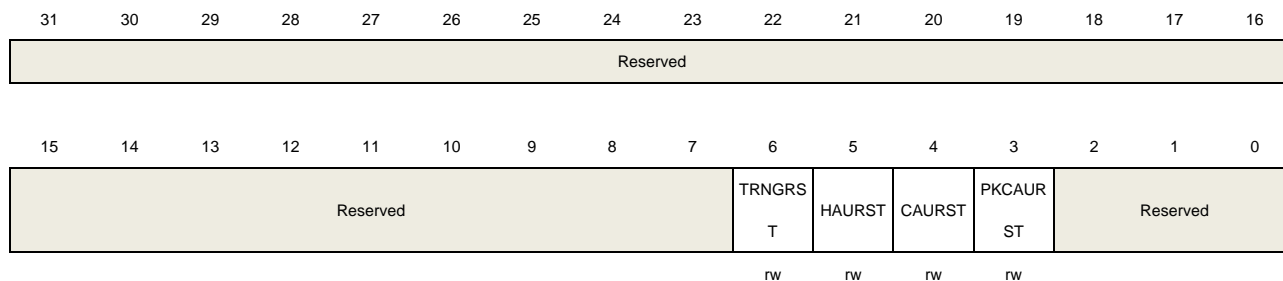 31 30 29 28 27 26 25 24 23 22 21 20 19 18 17 16
Reserved
15 14 13 12 11 10 9 8 7 6 5 4 3 2 1 0
Reserved TRNGRS T HAURST CAURST PKCAUR ST Reserved
rw rw rw rw